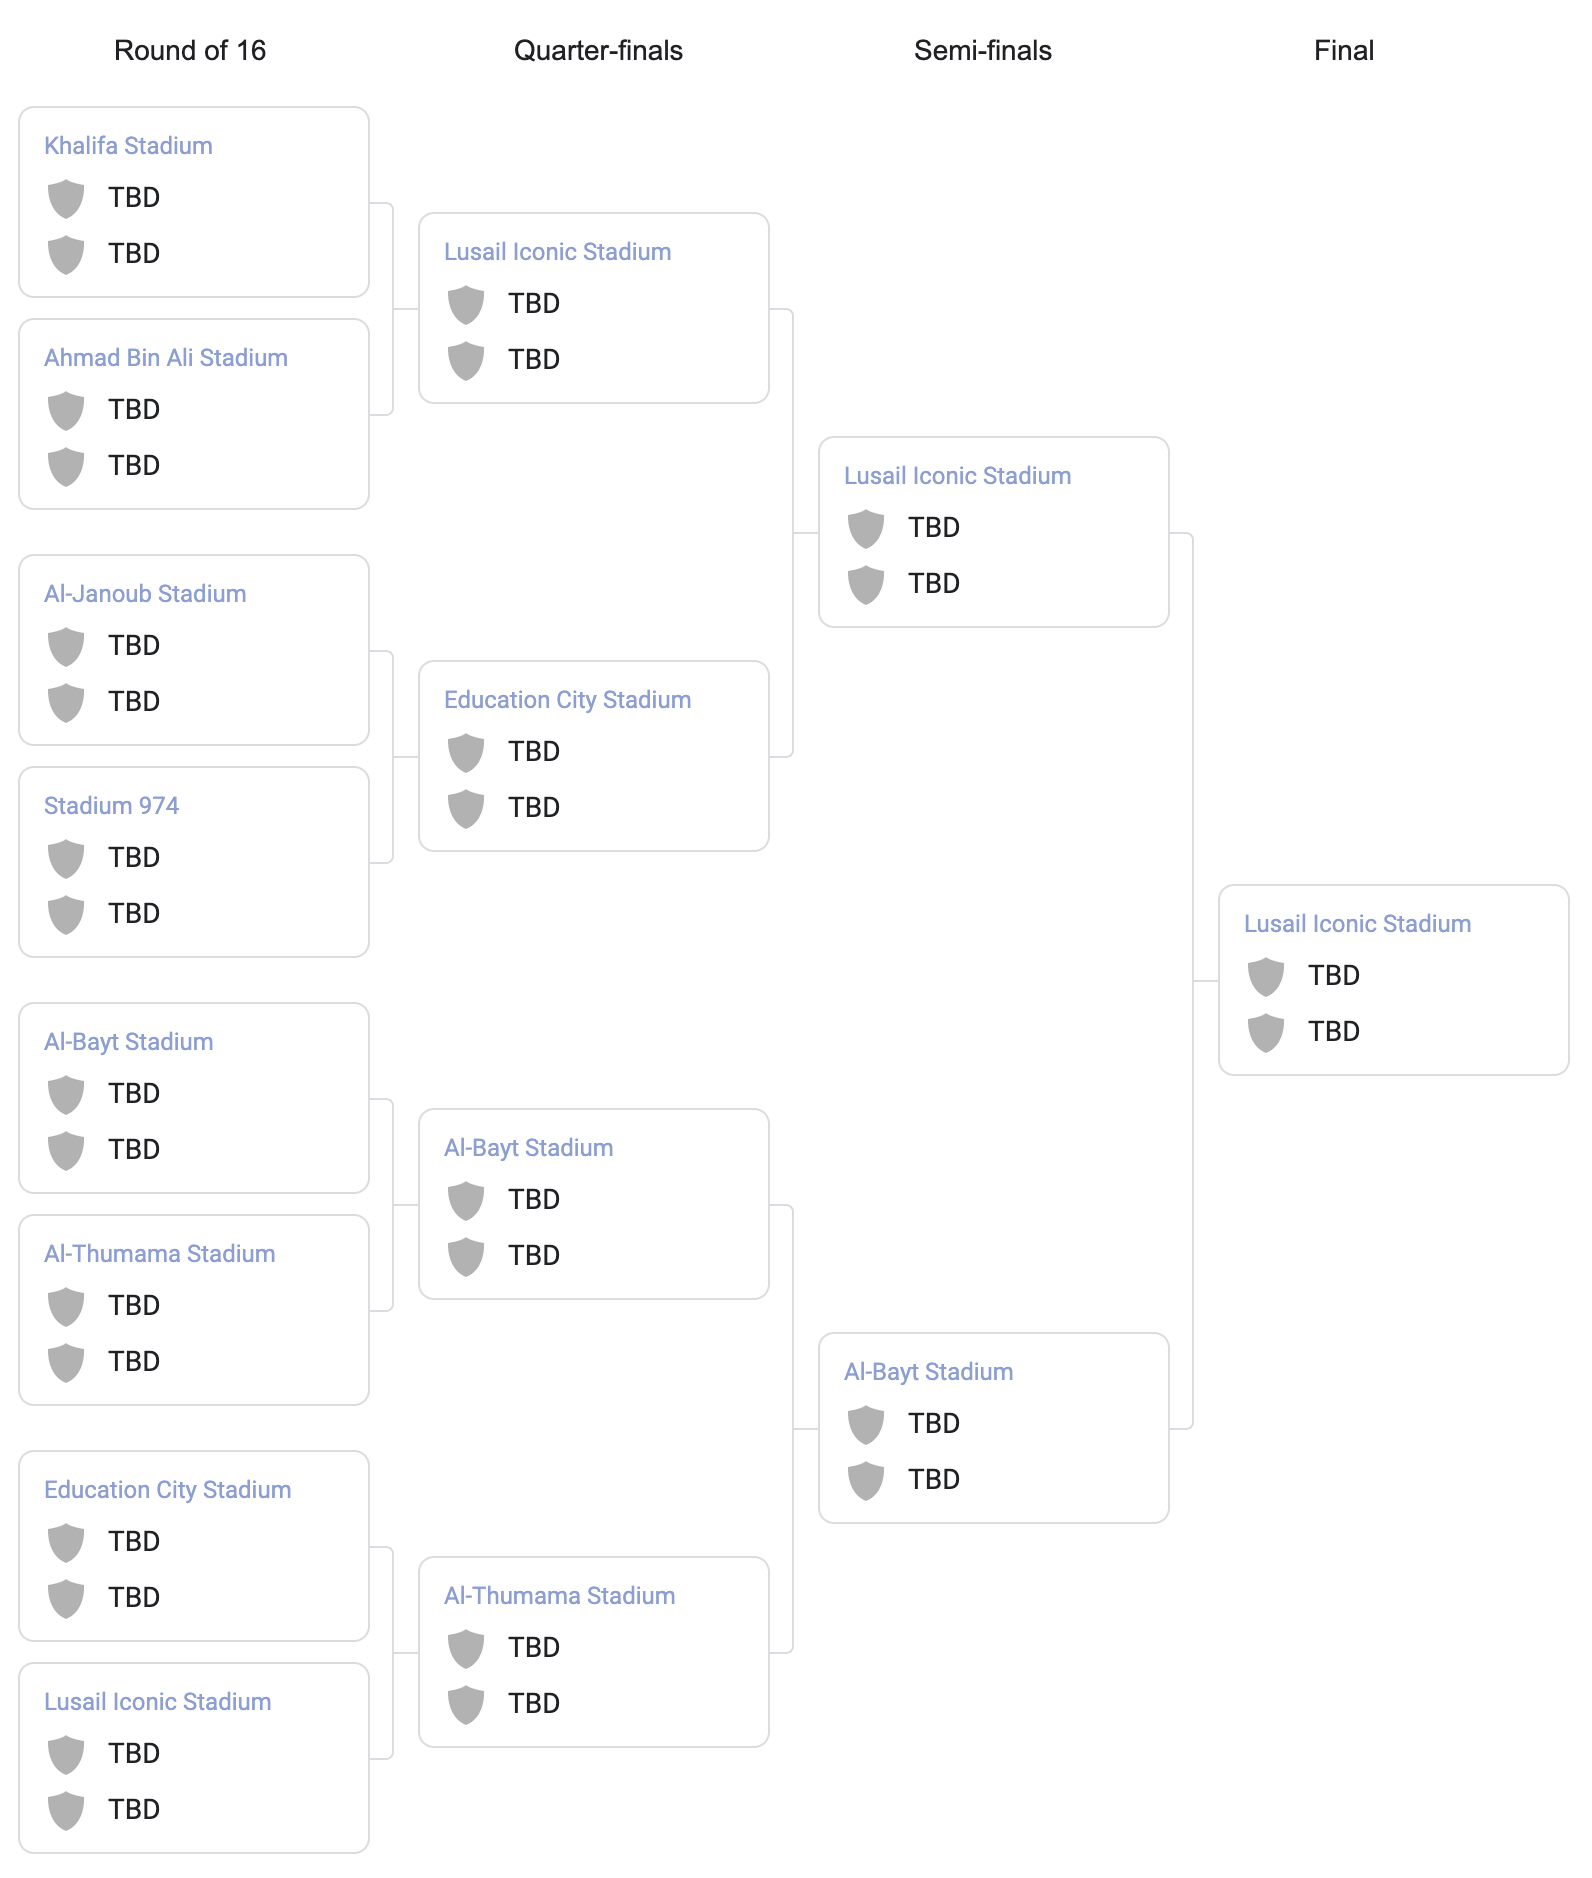 Round of 16
Quarter-finals
Semi-finals
Final
Khalifa Stadium
TBD
TBD
Ahmad Bin Ali Stadium
TBD
TBD
Al-Janoub Stadium
TBD
TBD
Stadium 974
TBD
TBD
Al-Bayt Stadium
TBD
TBD
Al-Thumama Stadium
TBD
TBD
Education City Stadium
TBD
TBD
Lusail Iconic Stadium
TBD
TBD
Lusail Iconic Stadium
TBD
TBD
Education City Stadium
TBD
TBD
Al-Bayt Stadium
TBD
TBD
Al-Thumama Stadium
TBD
TBD
Lusail Iconic Stadium
TBD
TBD
Al-Bayt Stadium
TBD
TBD
Lusail Iconic Stadium
TBD
TBD